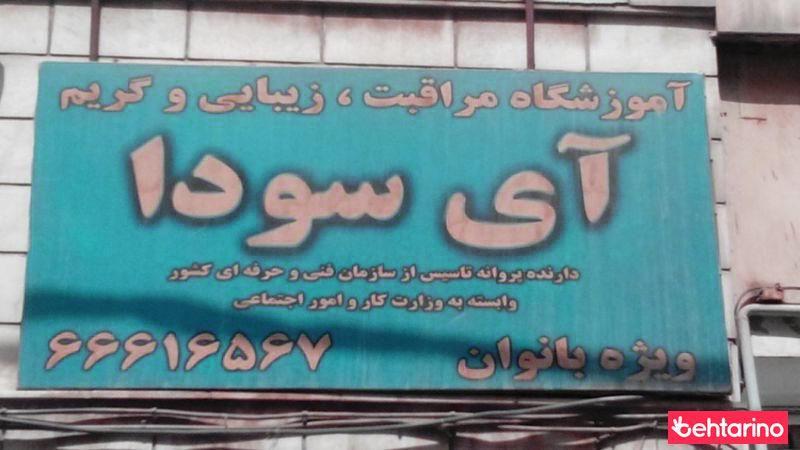 آموزشگاه مراقبت ، زیبایی و گریم
آی سودا
دارنده پروانه تاسیس از سازمان فنی و حرفه ای کشور
وابسته به وزارت کار و امور اجتماعی
ویژه بانوان ۶۶۶۱۶۵۶۷
behtarino